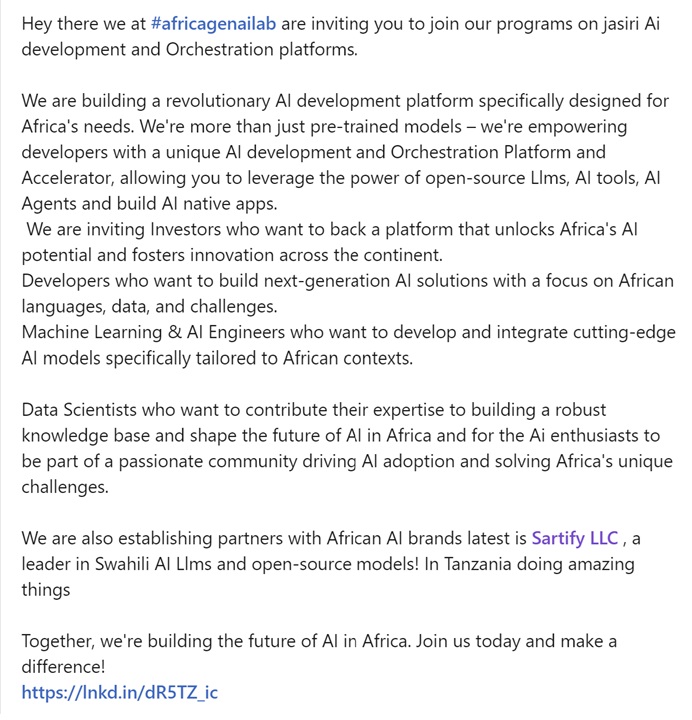 Hey there we at #africagenailab are inviting you to join our programs on jasiri Ai
development and Orchestration platforms.
We are building a revolutionary AI development platform specifically designed for
Africa's needs. We're more than just pre-trained models – we're empowering
developers with a unique AI development and Orchestration Platform and
Accelerator, allowing you to leverage the power of open-source Llms, AI tools, AI
Agents and build AI native apps.
We are inviting Investors who want to back a platform that unlocks Africa's AI
potential and fosters innovation across the continent.
Developers who want to build next-generation AI solutions with a focus on African
languages, data, and challenges.
Machine Learning & AI Engineers who want to develop and integrate cutting-edge
AI models specifically tailored to African contexts.
Data Scientists who want to contribute their expertise to building a robust
knowledge base and shape the future of AI in Africa and for the Ai enthusiasts to
be part of a passionate community driving AI adoption and solving Africa's unique
challenges.
We are also establishing partners with African AI brands latest is Sartify LLC , a
leader in Swahili AI Llms and open-source models! In Tanzania doing amazing
things
Together, we're building the future of AI in Africa. Join us today and make a
difference!
https://lnkd.in/dR5TZ_ic